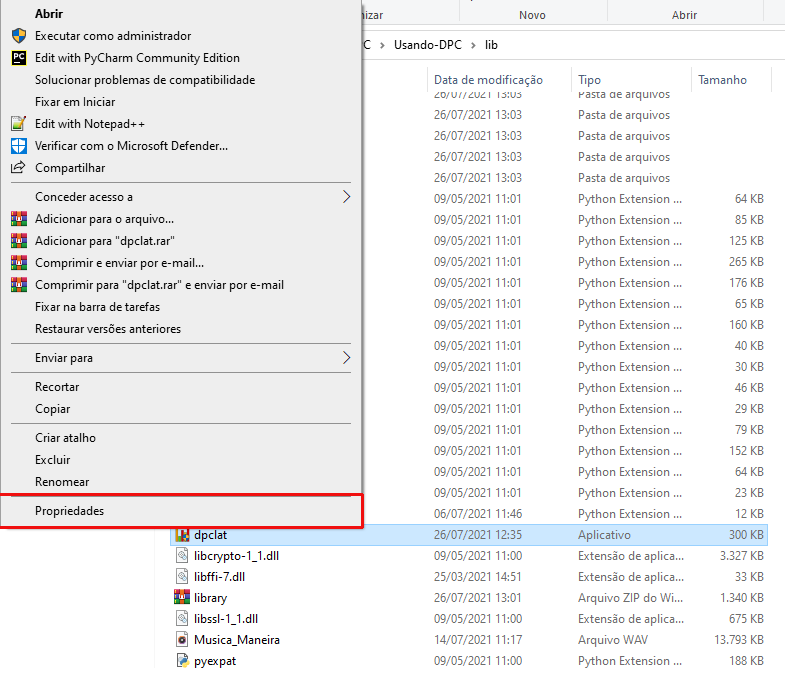 Abrir
Executar como administrador
Edit with PyCharm Community Edition
Solucionar problemas de compatibilidade
Fixar em Iniciar
Edit with Notepad++
Verificar com o Microsoft Defender...
Compartilhar
Conceder acesso a
Adicionar para o arquivo...
Adicionar para "dpclat.rar"
Comprimir e enviar por e-mail...
Comprimir para "dpclat.rar" e enviar por e-mail
Fixar na barra de tarefas
Restaurar versões anteriores
Enviar para
Recortar
Copiar
Criar atalho
Excluir
Renomear
Propriedades
nizar Novo Abrir
C > Usando-DPC > lib
Data de modificação Tipo Tamanho
26/07/2021 13:03 Pasta de arquivos
26/07/2021 13:03 Pasta de arquivos
26/07/2021 13:03 Pasta de arquivos
26/07/2021 13:03 Pasta de arquivos
26/07/2021 13:03 Pasta de arquivos
09/05/2021 11:01 Python Extension ... 64 KB
09/05/2021 11:01 Python Extension ... 85 KB
09/05/2021 11:01 Python Extension ... 125 KB
09/05/2021 11:01 Python Extension ... 265 KB
09/05/2021 11:01 Python Extension ... 176 KB
09/05/2021 11:01 Python Extension ... 65 KB
09/05/2021 11:01 Python Extension ... 160 KB
09/05/2021 11:01 Python Extension ... 40 KB
09/05/2021 11:01 Python Extension ... 30 KB
09/05/2021 11:01 Python Extension ... 46 KB
09/05/2021 11:01 Python Extension ... 29 KB
09/05/2021 11:01 Python Extension ... 79 KB
09/05/2021 11:01 Python Extension ... 152 KB
09/05/2021 11:01 Python Extension ... 64 KB
09/05/2021 11:01 Python Extension ... 23 KB
06/07/2021 11:46 Python Extension ... 12 KB
dpclat 26/07/2021 12:35 Aplicativo 300 KB
libcrypto-1_1.dll 09/05/2021 11:00 Extensão de aplica... 3.327 KB
libffi-7.dll 25/03/2021 14:51 Extensão de aplica... 33 KB
library 26/07/2021 13:01 Arquivo ZIP do Wi... 1.340 KB
libssl-1_1.dll 09/05/2021 11:00 Extensão de aplica... 675 KB
Musica_Maneira 14/07/2021 11:17 Arquivo WAV 13.793 KB
pyexpat 09/05/2021 11:00 Python Extension ... 188 KB